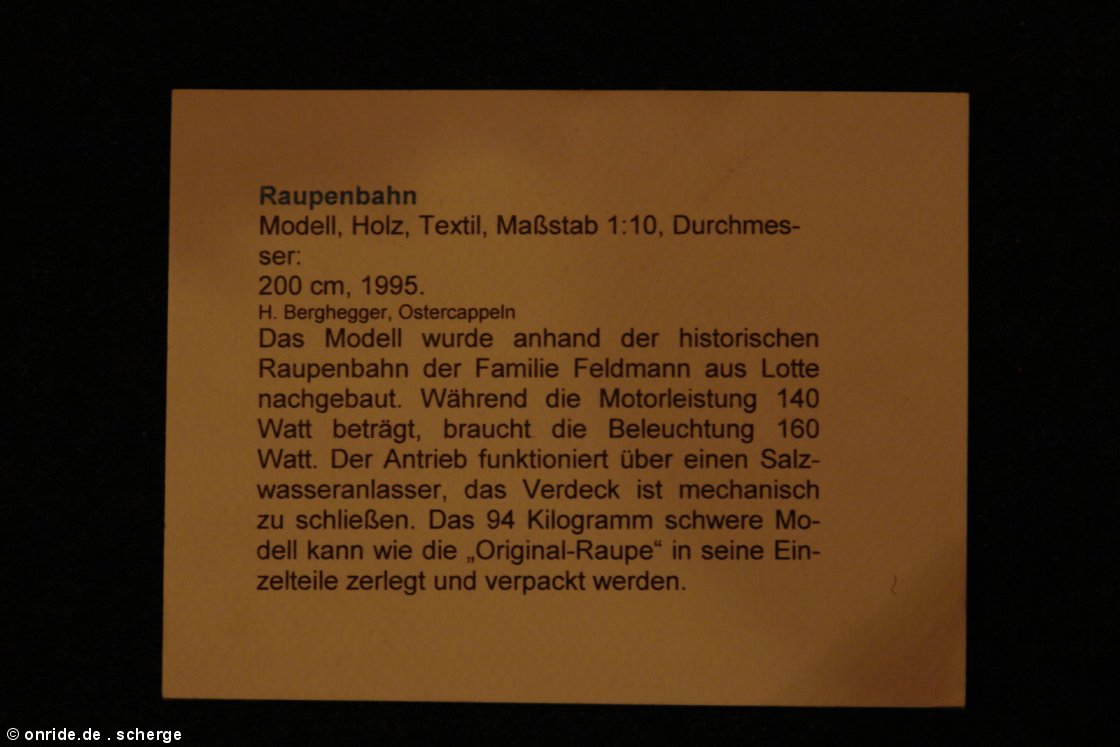 Raupenbahn
Modell, Holz, Textil, Maßstab 1:10, Durchmes-
ser:
200 cm, 1995.
H. Berghegger, Ostercappeln
Das Modell wurde anhand der historischen
Raupenbahn der Familie Feldmann aus Lotte
nachgebaut. Während die Motorleistung 140
Watt beträgt, braucht die Beleuchtung 160
Watt. Der Antrieb funktioniert über einen Salz-
wasseranlasser, das Verdeck ist mechanisch
zu schließen. Das 94 Kilogramm schwere Mo-
dell kann wie die „Original-Raupe“ in seine Ein-
zelteile zerlegt und verpackt werden.
© onride.de . scherge